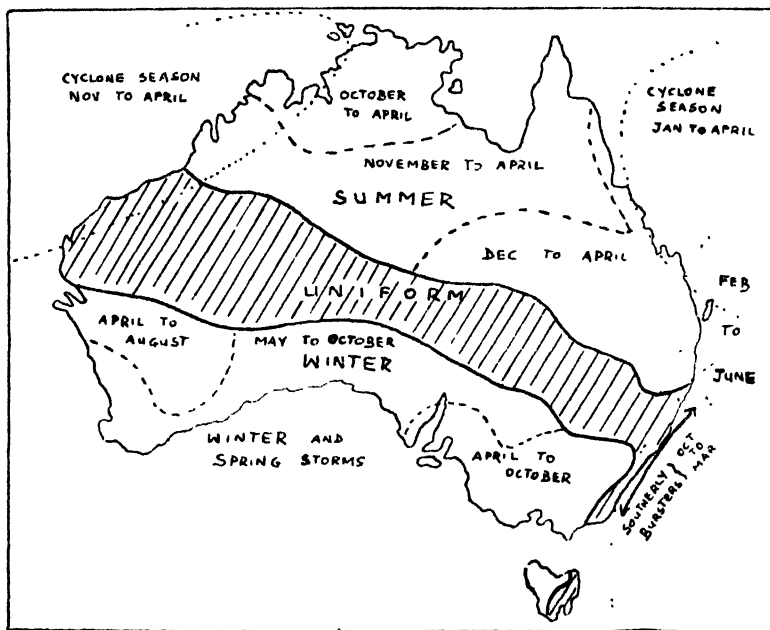 CYCLONE SEASON
NOV TO APRIL
OCTOBER
TO APRIL
CYCLONE
SEASON
JAN TO APRIL
NOVEMBER TO APRIL
SUMMER
DEC TO APRIL
UNIFORM
FEB
TO
JUNE
APRIL TO
AUGUST
MAY TO OCTOBER
WINTER
WINTER AND
SPRING STORMS
APRIL TO
OCTOBER
SOUTHERLY
BURSTERS
OCT
TO
MAR